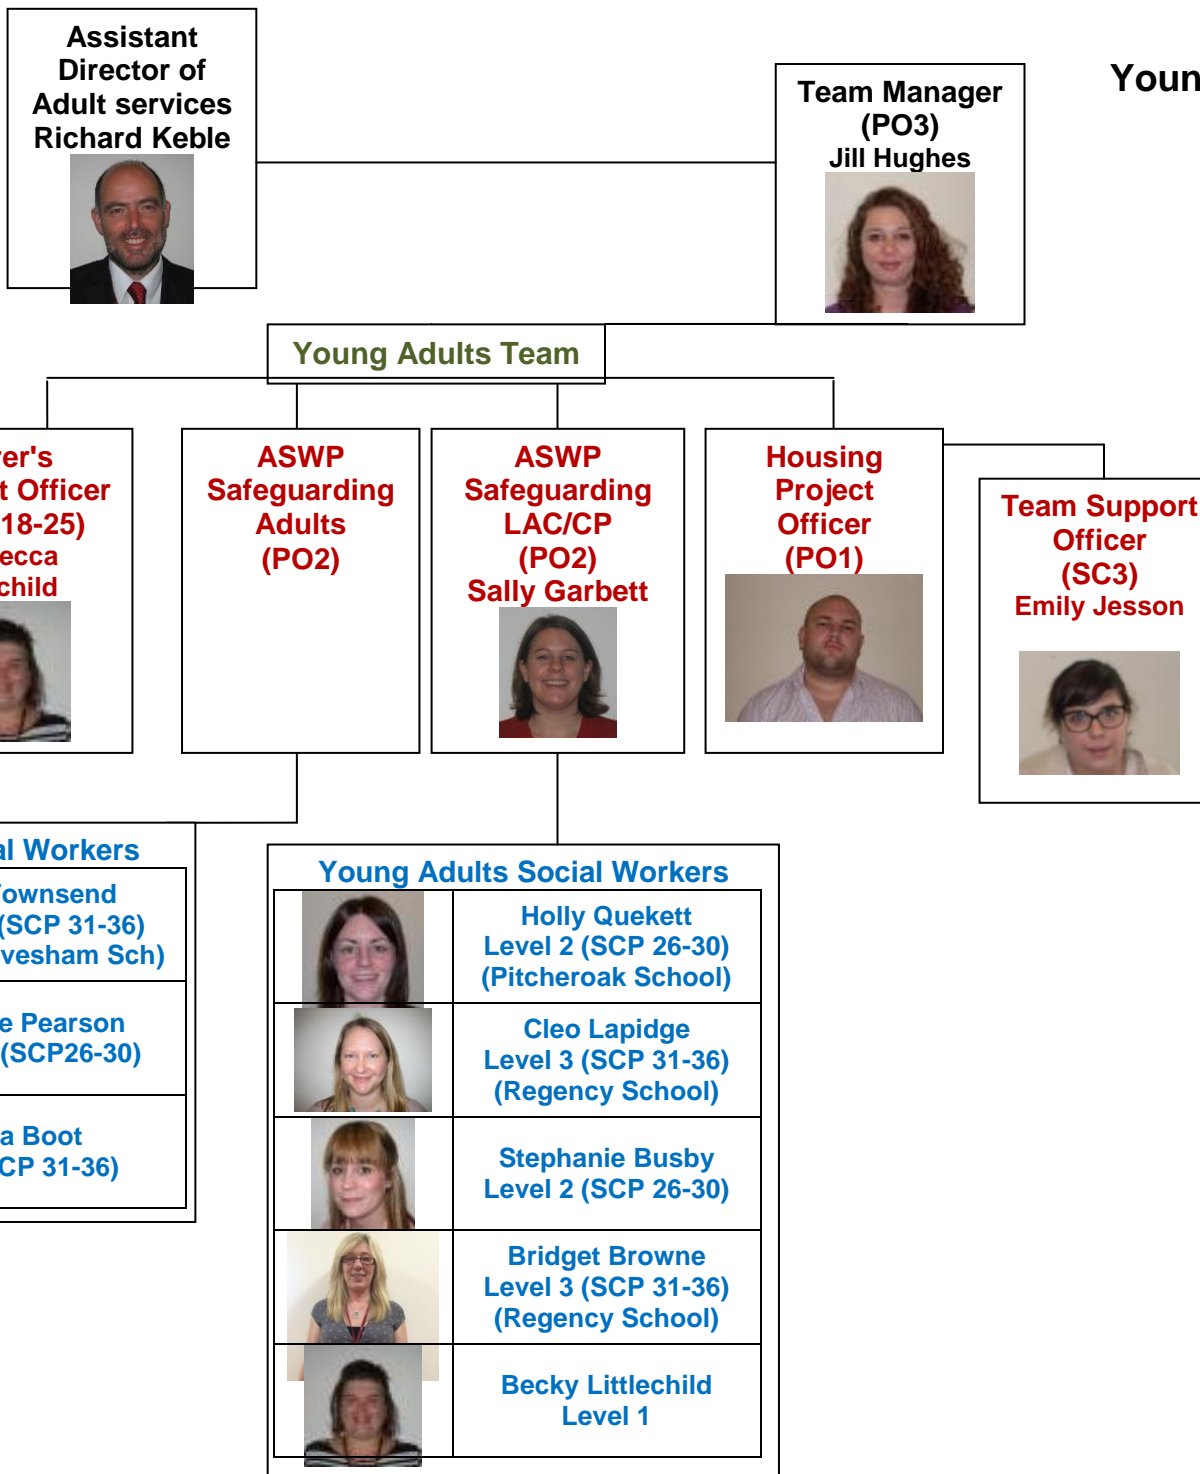 Assistant
Director of
Adult services
Richard Keble
Team Manager
(PO3)
Jill Hughes
Youn
Young Adults Team
rer's
t Officer
18-25)
ecca
child
ASWP
Safeguarding
Adults
(PO2)
ASWP
Safeguarding
LAC/CP
(PO2)
Sally Garbett
Housing
Project
Officer
(PO1)
Team Support
Officer
(SC3)
Emily Jesson
al Workers
Townsend
(SCP 31-36)
vesham Sch)
e Pearson
(SCP26-30)
a Boot
CP 31-36)
Young Adults Social Workers
Holly Quekett
Level 2 (SCP 26-30)
(Pitcheroak School)
Cleo Lapidge
Level 3 (SCP 31-36)
(Regency School)
Stephanie Busby
Level 2 (SCP 26-30)
Bridget Browne
Level 3 (SCP 31-36)
(Regency School)
Becky Littlechild
Level 1